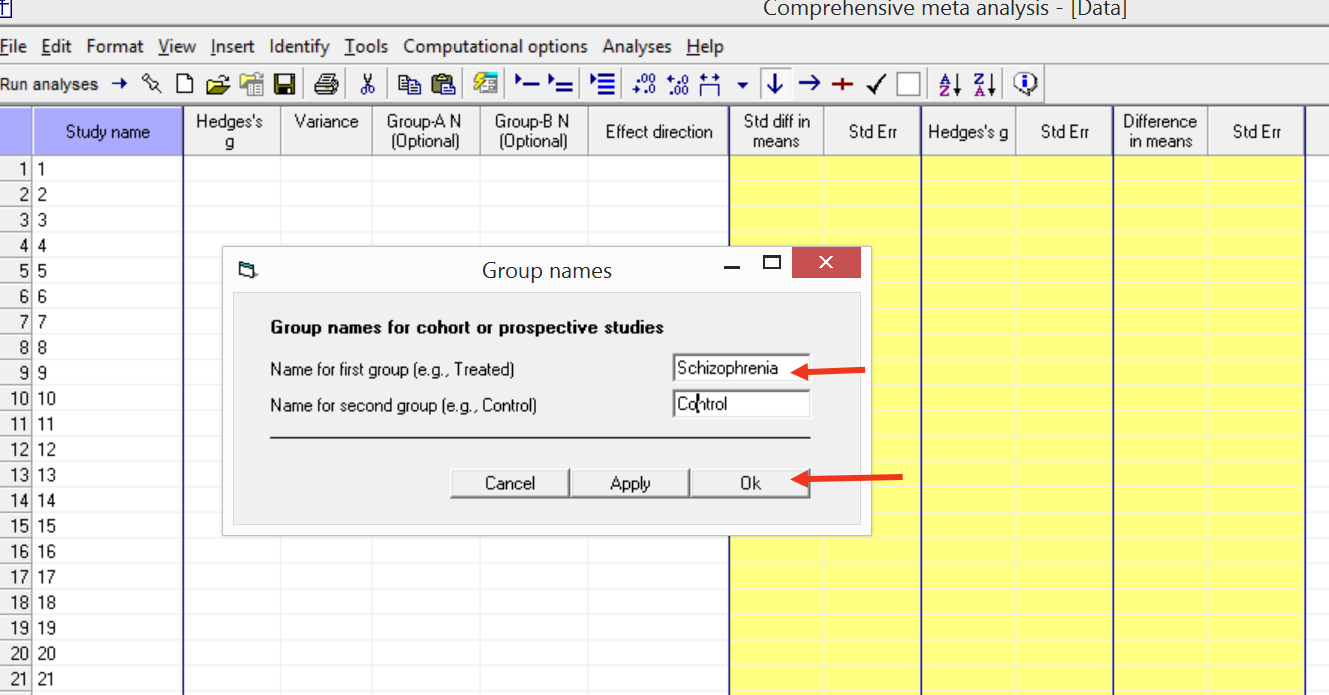 Comprehensive meta analysis - [Data]
File Edit Format View Insert Identify Tools Computational options Analyses Help
Run analyses
Study name Hedges's g Variance Group-A N (Optional) Group-B N (Optional) Effect direction Std diff in means Std Err Hedges's g Std Err Difference in means Std Err
1 1
2 2
3 3
4 4
5 5
6 6
7 7
8 8
9 9
10 10
11 11
12 12
13 13
14 14
15 15
16 16
17 17
18 18
19 19
20 20
21 21
Group names
Group names for cohort or prospective studies
Name for first group (e.g., Treated) Schizophrenia
Name for second group (e.g., Control) Control
Cancel Apply Ok